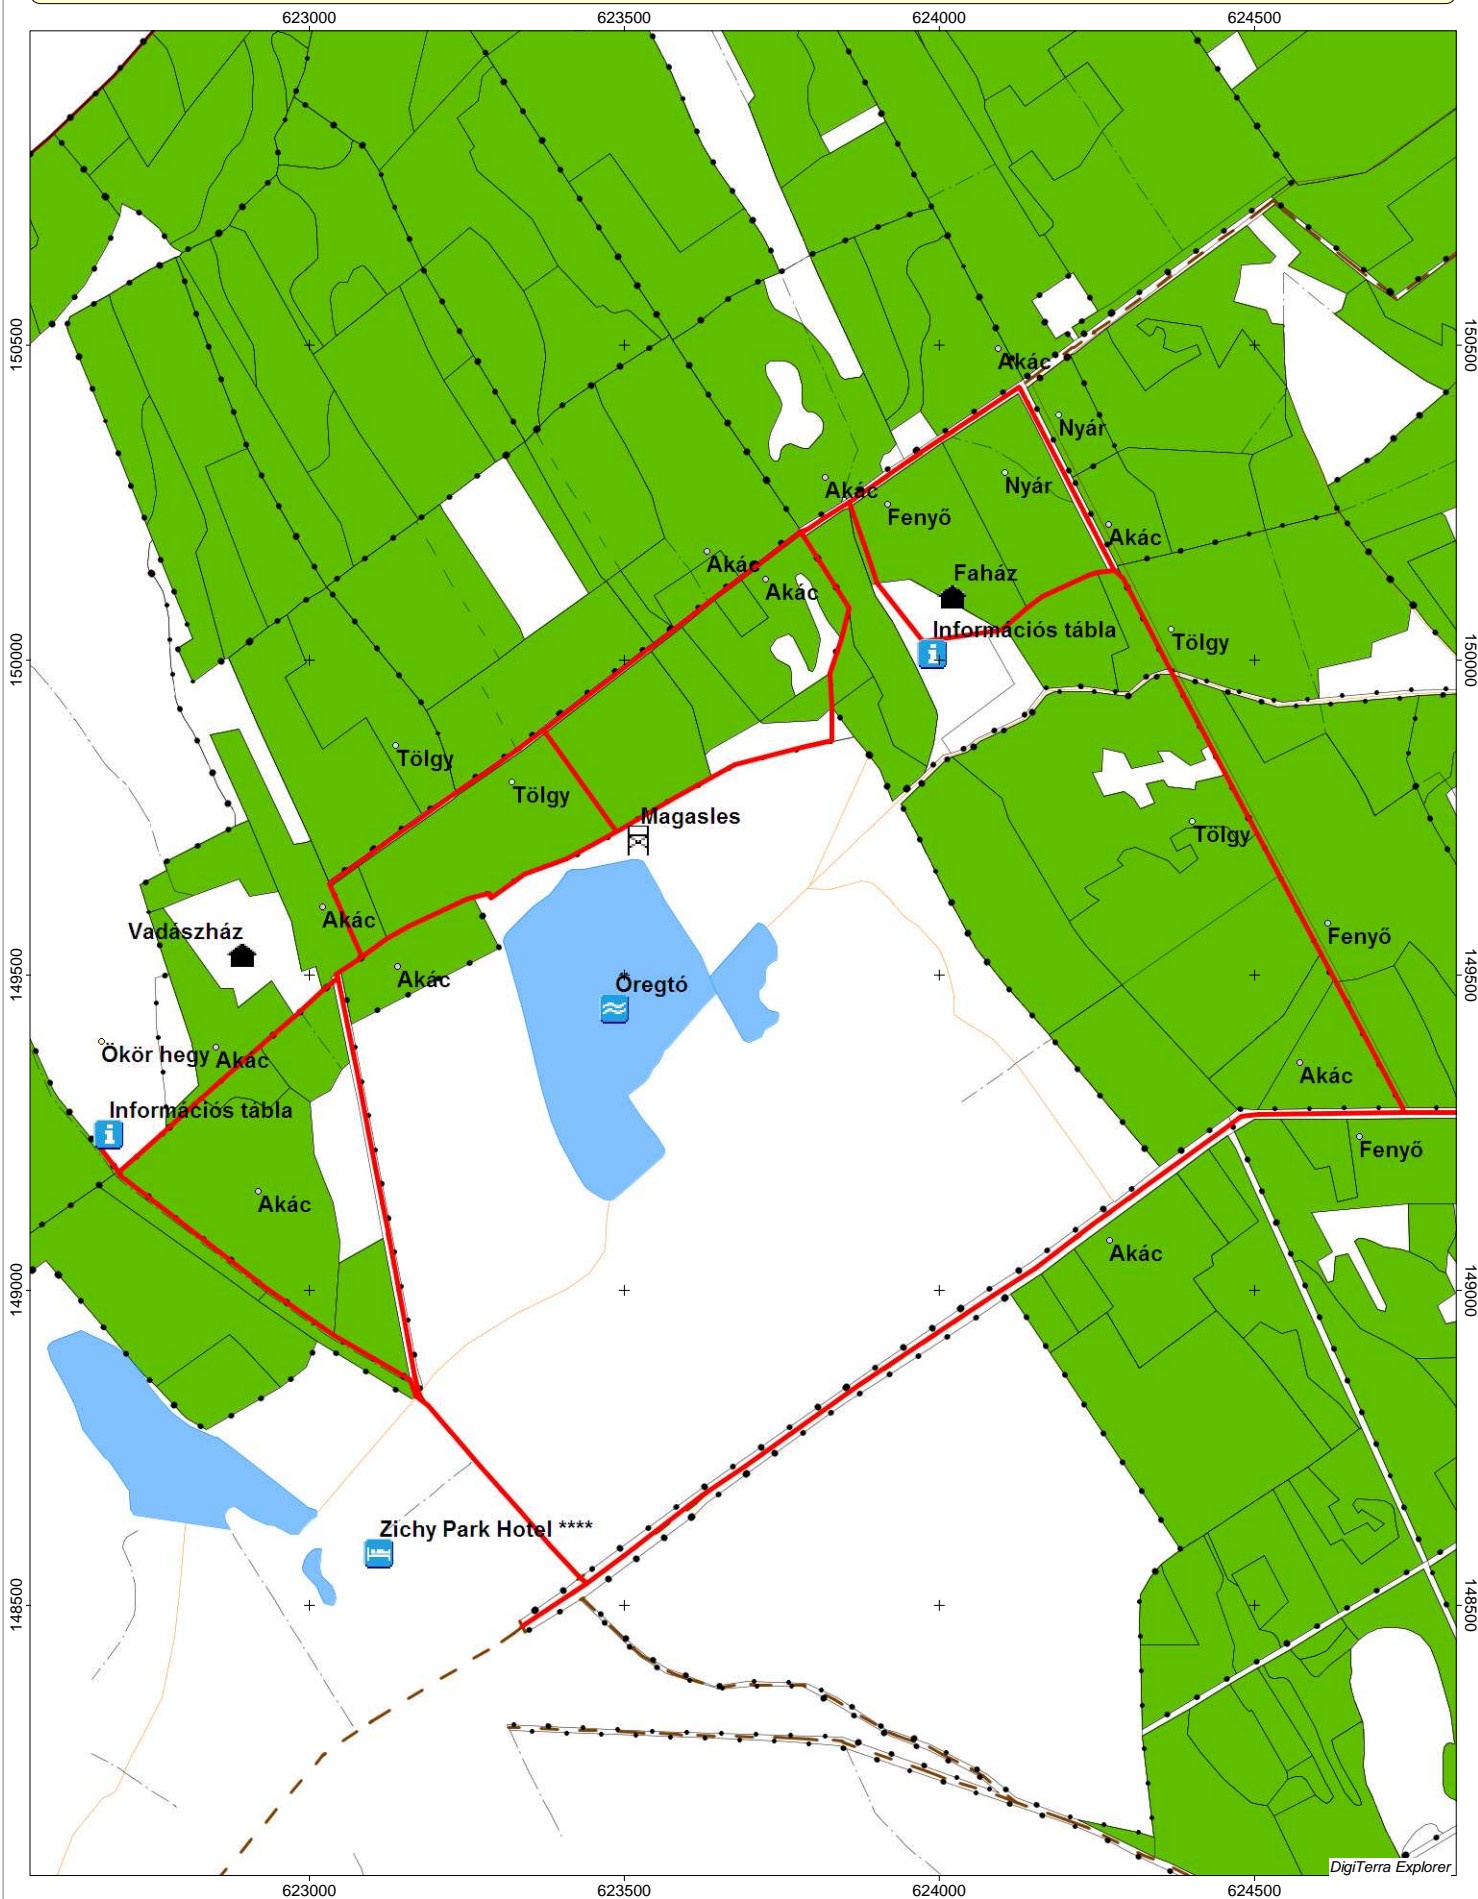 623000 623500 624000 624500
150500 150500
Akác
Nyár
Nyár
Akác
Fenyő
Akác
Akác
Faház
Akác
Információs tábla
Tölgy
150000 150000
Tölgy
Tölgy
Magasles
Tölgy
Akác
Vadászház
Fenyő
Akác
Öregtó
149500 149500
Ökör hegy
Akác
Akác
Információs tábla
Fenyő
Akác
Akác
149000 149000
Zichy Park Hotel ****
148500 148500
DigiTerra Explorer
623000 623500 624000 624500